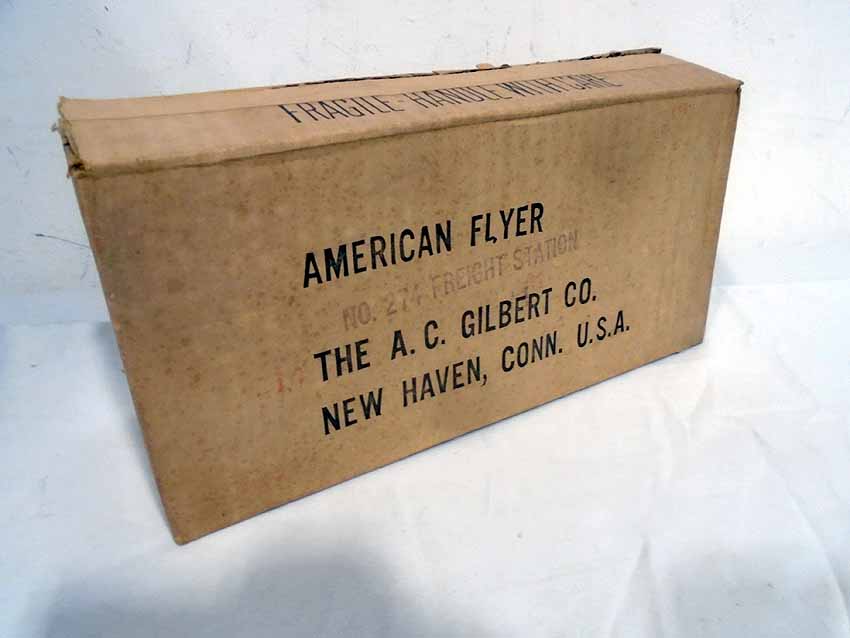 FRAGILE-HANDLE WITH CARE
AMERICAN FLYER
NO. 274 FREIGHT STATION
THE A. C. GILBERT CO.
NEW HAVEN, CONN. U.S.A.